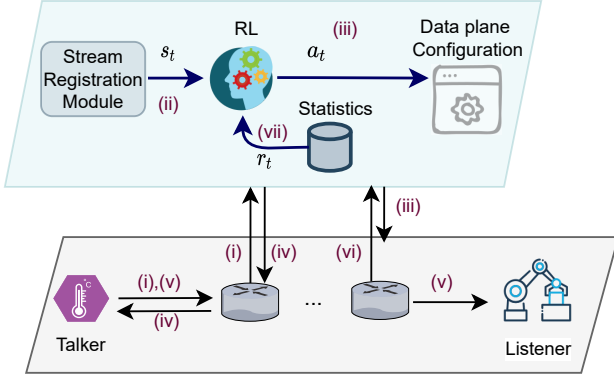 RL
(iii)
Data plane
Configuration
Stream
Registration
Module
s_t
a_t
(ii)
Statistics
(vii)
r_t
(iii)
(i)
(iv)
(vi)
(i),(v)
(v)
...
(iv)
°C
Talker
Listener